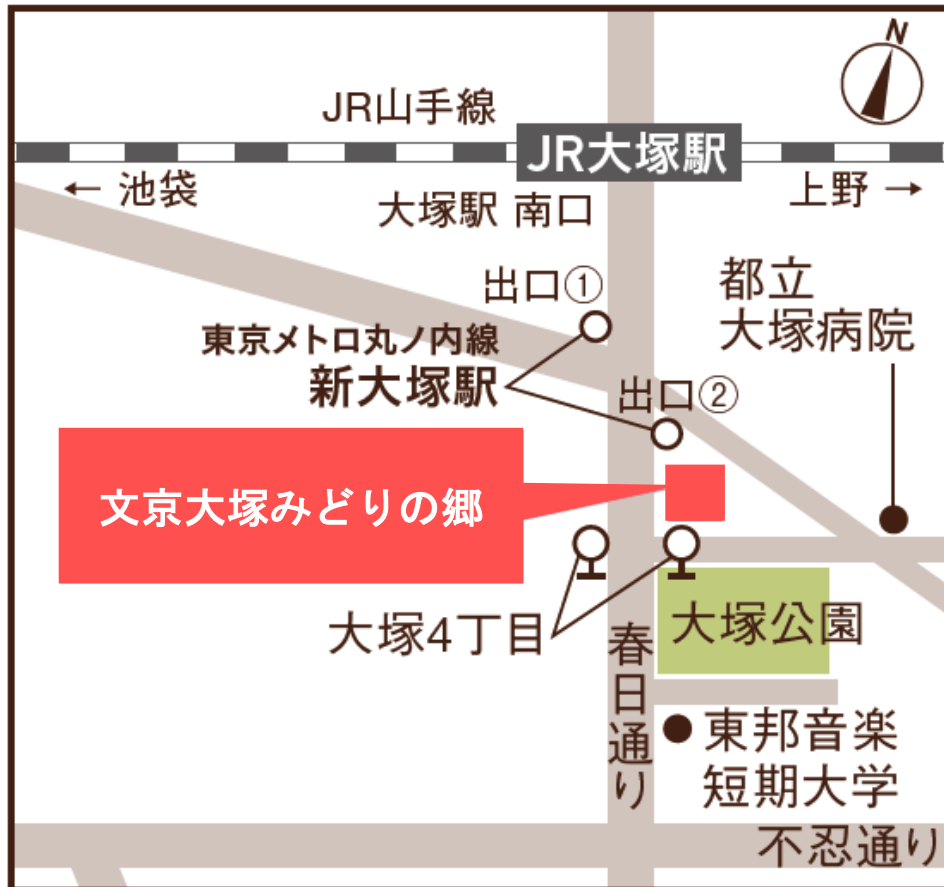 N
JR山手線
JR大塚駅
← 池袋
上野 →
大塚駅 南口
出口①
都立
大塚病院
東京メトロ丸ノ内線
新大塚駅
出口②
文京大塚みどりの郷
大塚4丁目
大塚公園
春日通り
東邦音楽
短期大学
不忍通り